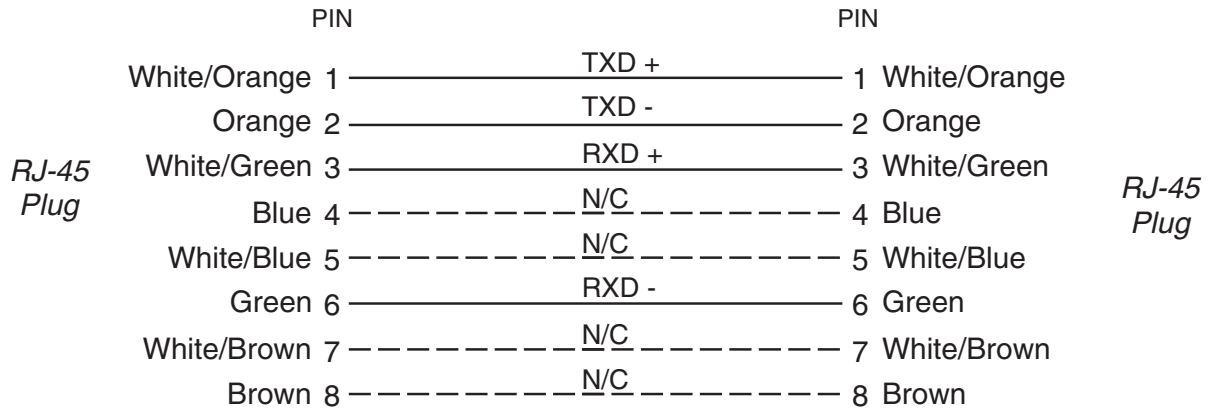 PIN PIN
White/Orange 1 TXD + 1 White/Orange
Orange 2 TXD - 2 Orange
White/Green 3 RXD + 3 White/Green
RJ-45
Plug
Blue 4 N/C 4 Blue
RJ-45
Plug
White/Blue 5 N/C 5 White/Blue
Green 6 RXD - 6 Green
White/Brown 7 N/C 7 White/Brown
Brown 8 N/C 8 Brown